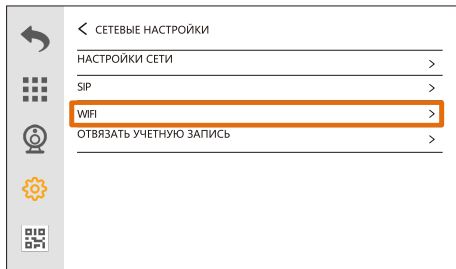 СЕТЕВЫЕ НАСТРОЙКИ
НАСТРОЙКИ СЕТИ
SIP
WIFI
ОТВЯЗАТЬ УЧЕТНУЮ ЗАПИСЬ